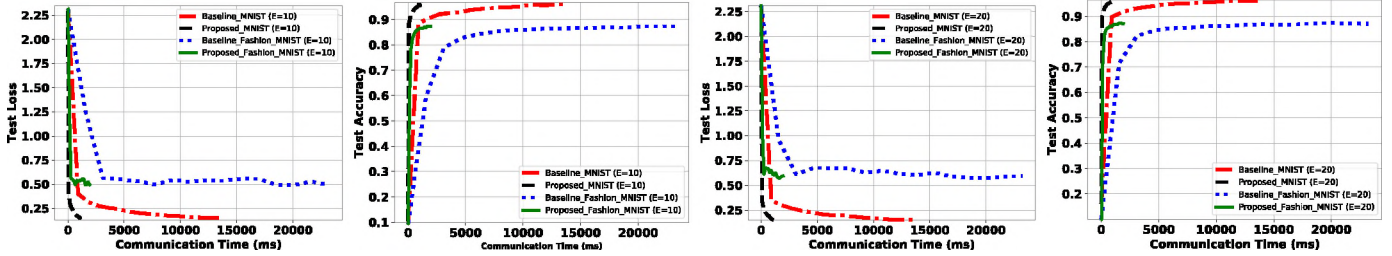 Test Loss
2.25
2.00
1.75
1.50
1.25
1.00
0.75
0.50
0.25
Baseline_MNIST (E=10)
Proposed_MNIST (E=10)
Baseline_Fashion_MNIST (E=10)
Proposed_Fashion_MNIST (E=10)
0 5000 10000 15000 20000
Communication Time (ms)
Test Accuracy
0.9
0.8
0.7
0.6
0.5
0.4
0.3
0.2
0.1
Baseline_MNIST (E=10)
Proposed_MNIST (E=10)
Baseline_Fashion_MNIST (E=10)
Proposed_Fashion_MNIST (E=10)
0 5000 10000 15000 20000
Communication Time (ms)
Test Loss
2.25
2.00
1.75
1.50
1.25
1.00
0.75
0.50
0.25
Baseline_MNIST (E=20)
Proposed_MNIST (E=20)
Baseline_Fashion_MNIST (E=20)
Proposed_Fashion_MNIST (E=20)
0 5000 10000 15000 20000
Communication Time (ms)
Test Accuracy
0.9
0.8
0.7
0.6
0.5
0.4
0.3
0.2
Baseline_MNIST (E=20)
Proposed_MNIST (E=20)
Baseline_Fashion_MNIST (E=20)
Proposed_Fashion_MNIST (E=20)
0 5000 10000 15000 20000
Communication Time (ms)